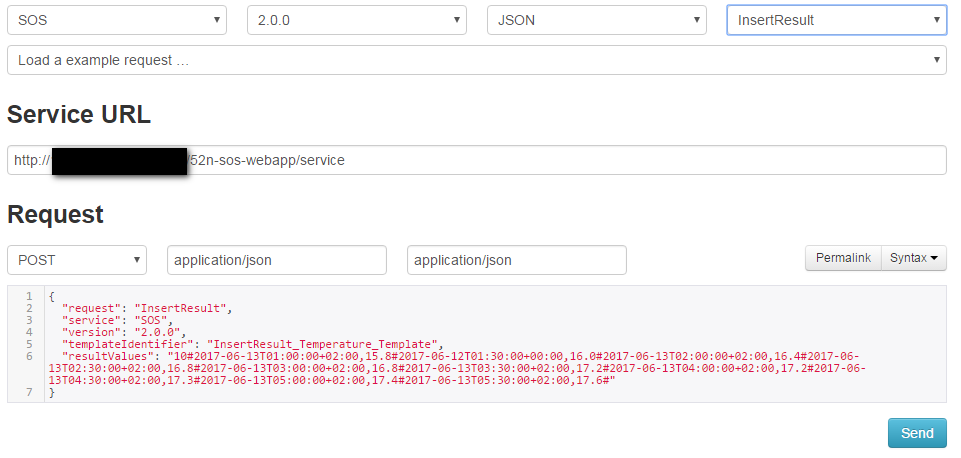 SOS 2.0.0 JSON InsertResult
Load a example request ...
Service URL
http:// /52n-sos-webapp/service
Request
POST application/json application/json Permalink Syntax
1 {
2 "request": "InsertResult",
3 "service": "SOS",
4 "version": "2.0.0",
5 "templateIdentifier": "InsertResult_Temperature_Template",
6 "resultValues": "10#2017-06-13T01:00:00+02:00,15.8#2017-06-12T01:30:00+00:00,16.0#2017-06-13T02:00:00+02:00,16.4#2017-06-
13T02:30:00+02:00,16.8#2017-06-13T03:00:00+02:00,16.8#2017-06-13T03:30:00+02:00,17.2#2017-06-13T04:00:00+02:00,17.2#2017-06-
13T04:30:00+02:00,17.3#2017-06-13T05:00:00+02:00,17.4#2017-06-13T05:30:00+02:00,17.6#"
7 }
Send